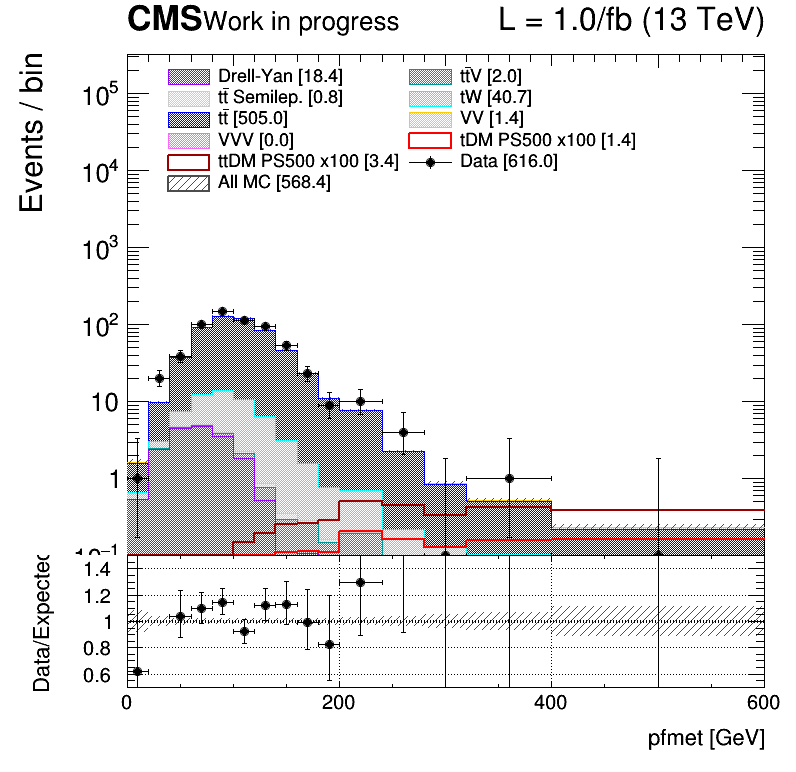 CMS Work in progress L = 1.0/fb (13 TeV)
Events / bin
Drell-Yan [18.4] tt̄V [2.0]
tt̄ Semilep. [0.8] tW [40.7]
tt̄ [505.0] VV [1.4]
VVV [0.0] tDM PS500 x100 [1.4]
ttDM PS500 x100 [3.4] Data [616.0]
All MC [568.4]
10⁵
10⁴
10³
10²
10
1
10⁻¹
Data/Expected
1.4
1.2
1
0.8
0.6
0 200 400 600
pfmet [GeV]